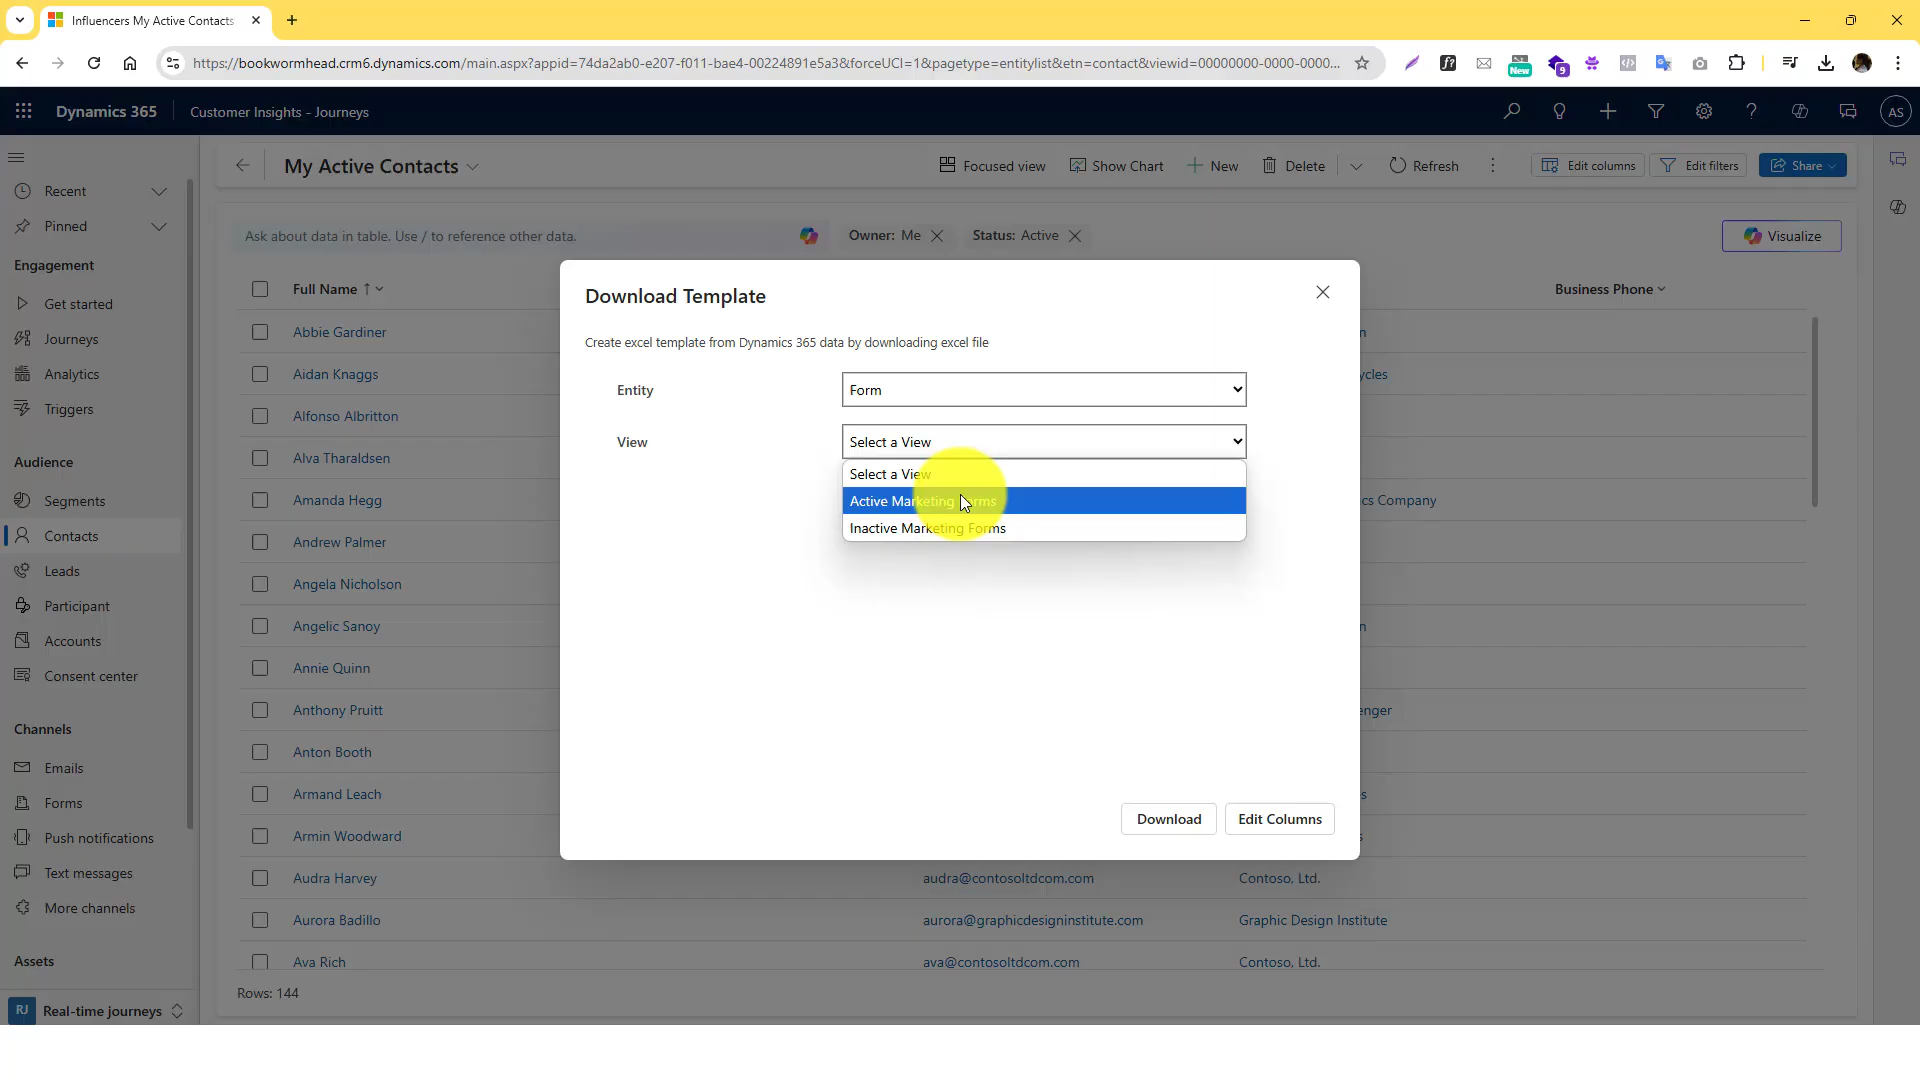 Influencers My Active Contacts
https://bookwormhead.crm6.dynamics.com/main.aspx?appid=74da2ab0-e207-f011-bae4-00224891e5a3&forceUCI=1&pagetype=entitylist&etn=contact&viewid=00000000-0000-0000...
f?
New
9
Dynamics 365
Customer Insights - Journeys
AS
My Active Contacts
Focused view
Show Chart
New
Delete
Refresh
Edit columns
Edit filters
Share
Recent
Pinned
Ask about data in table. Use / to reference other data.
Owner: Me
Status: Active
Visualize
Engagement
Get started
Journeys
Analytics
Triggers
Audience
Segments
Contacts
Leads
Participant
Accounts
Consent center
Channels
Emails
Forms
Push notifications
Text messages
More channels
Assets
RJ
Real-time journeys
Full Name
Business Phone
Abbie Gardiner
Aidan Knaggs
ycles
Alfonso Albritton
Alva Tharaldsen
Amanda Hegg
cs Company
Andrew Palmer
Angela Nicholson
Angelic Sanoy
Annie Quinn
Anthony Pruitt
enger
Anton Booth
Armand Leach
Armin Woodward
Audra Harvey
audra@contosoltdcom.com
Contoso, Ltd.
Aurora Badillo
aurora@graphicdesigninstitute.com
Graphic Design Institute
Ava Rich
ava@contosoltdcom.com
Contoso, Ltd.
Rows: 144
Download Template
Create excel template from Dynamics 365 data by downloading excel file
Entity
Form
View
Select a View
Select a View
Active Marketing Forms
Inactive Marketing Forms
Download
Edit Columns